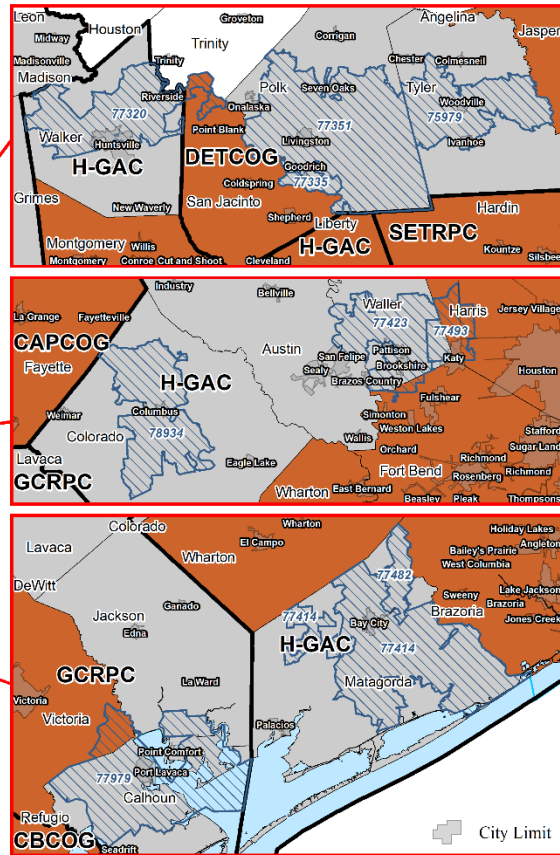 Leon
Houston
Midway
Groveton
Trinity
Corrigan
Angelina
Jasper
Madisonville
Madison
Trinity
Chester
Colmesneil
Polk
Seven Oaks
Tyler
Riverside
77320
Onalaska
Woodville
75979
Walker
Huntsville
Point Blank
Livingston
77351
Ivanhoe
H-GAC
DETCOG
Goodrich
77335
Coldspring
Grimes
New Waverly
San Jacinto
Shepherd
Liberty
Hardin
Montgomery
Willis
H-GAC
SETRPC
Kountze
Montgomery
Conroe
Cut and Shoot
Cleveland
Silsbee
Industry
Bellville
Waller
Harris
La Grange
Fayetteville
77423
Jersey Village
CAPCOG
77493
Austin
Pattison
San Felipe
Katy
Houston
Fayette
H-GAC
Sealy
Brookshire
Brazos Country
Fulshear
Weimar
Columbus
Simonton
Weston Lakes
Stafford
Colorado
78934
Wallis
Orchard
Sugar Land
Lavaca
Eagle Lake
Fort Bend
Richmond
Rosenberg
Richmond
GCRPC
Wharton
East Bernard
Beasley
Pleak
Thompsons
Colorado
Wharton
Holiday Lakes
Lavaca
El Campo
Angleton
Wharton
Bailey's Prairie
West Columbia
DeWitt
77482
Lake Jackson
Jackson
Ganado
Sweeny
Brazoria
77414
Bay City
Brazoria
Jones Creek
Edna
H-GAC
77414
GCRPC
La Ward
Matagorda
Victoria
Victoria
Palacios
Point Comfort
77979
Port Lavaca
Calhoun
Refugio
CBCOG
Seadrift
City Limit